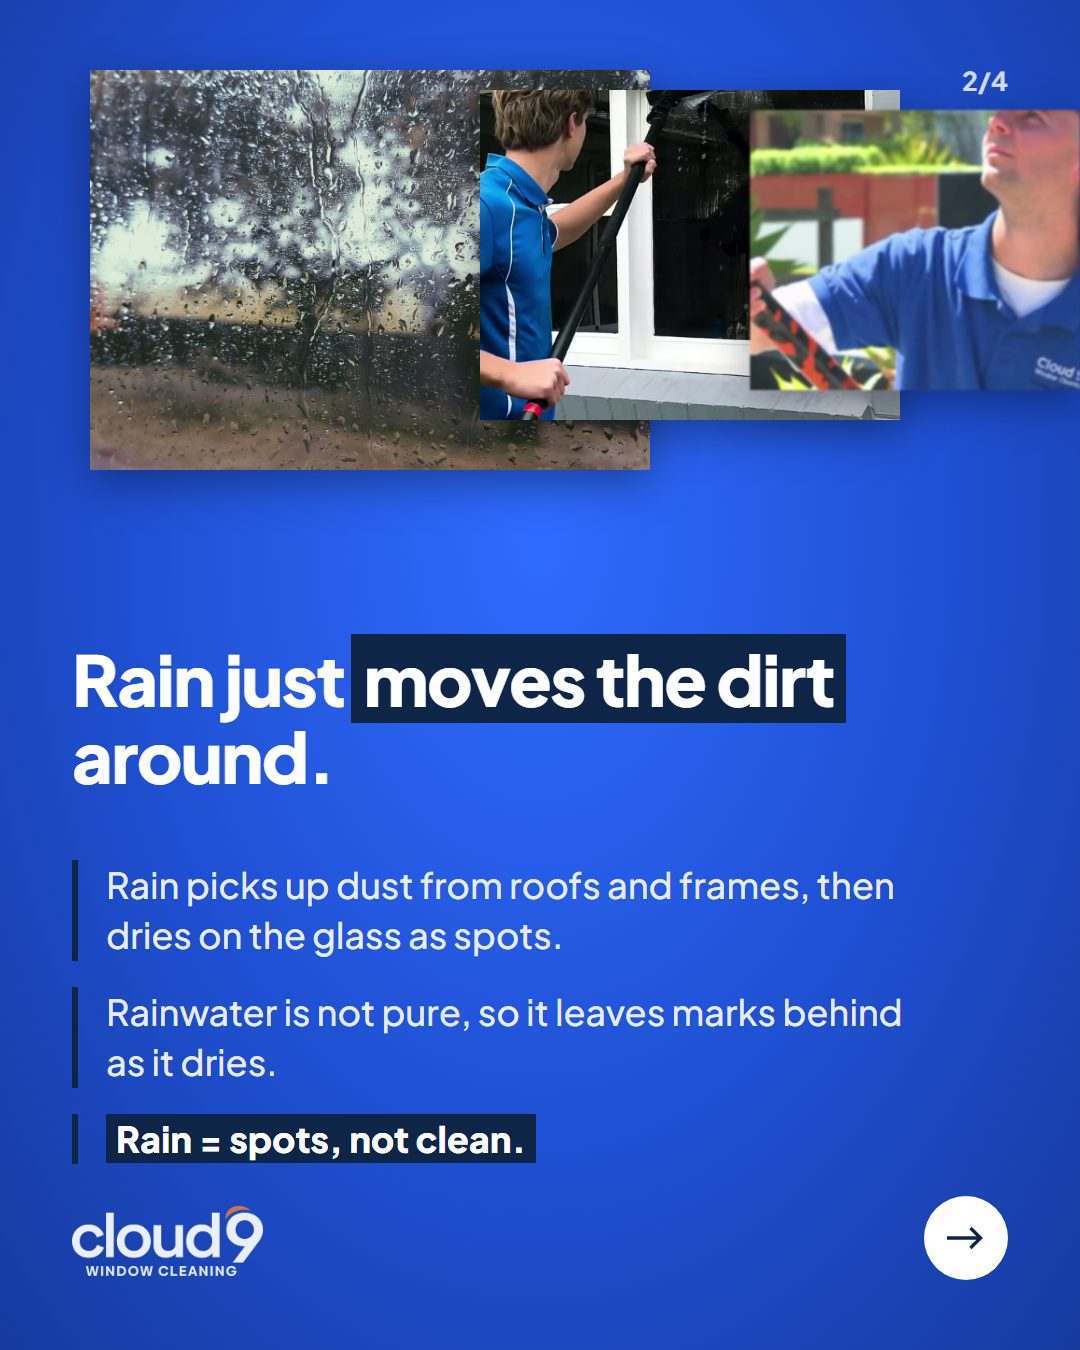 2/4
Cloud
Window
Rain just moves the dirt
around.
Rain picks up dust from roofs and frames, then
dries on the glass as spots.
Rainwater is not pure, so it leaves marks behind
as it dries.
Rain = spots, not clean.
cloud9
WINDOW CLEANING